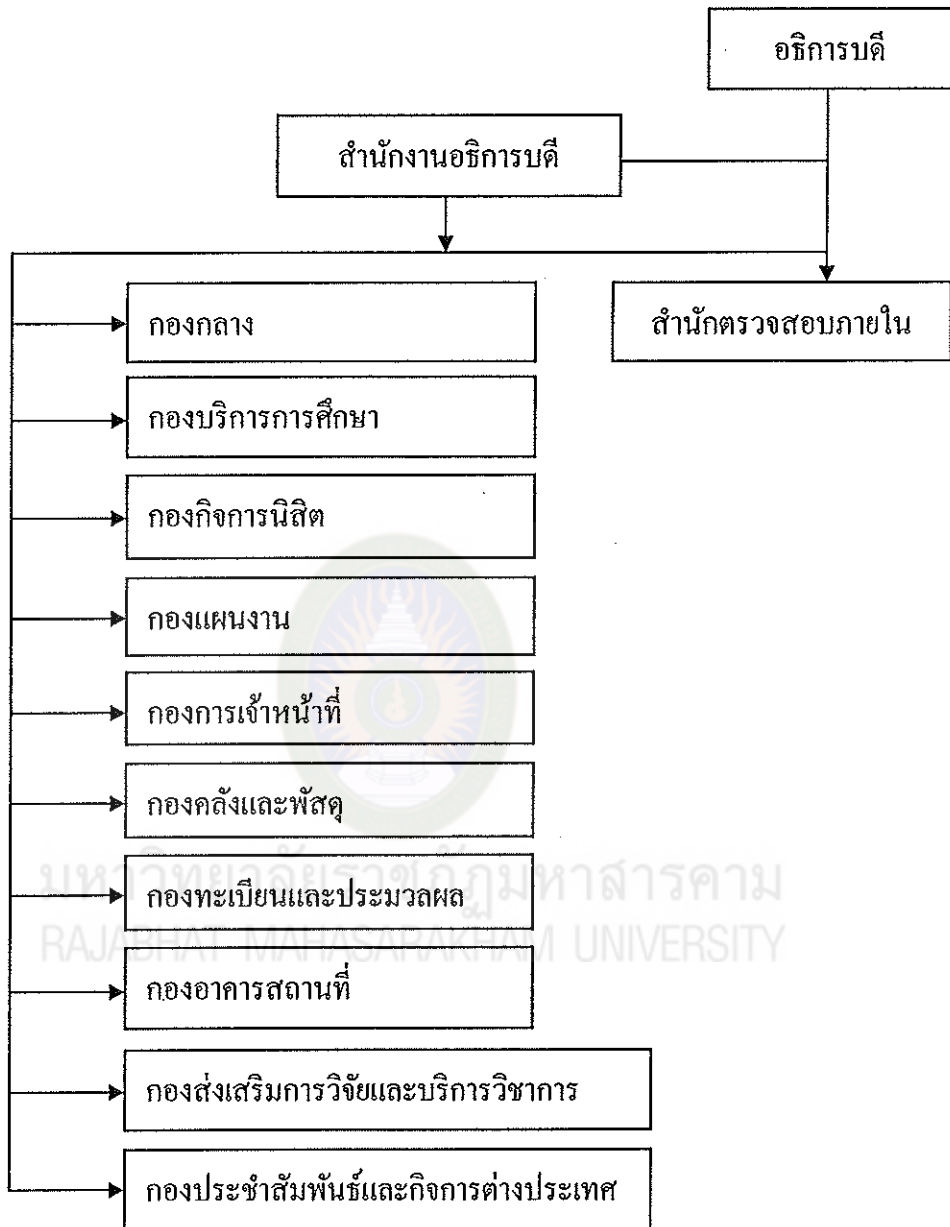 อธิการบดี
สำนักงานอธิการบดี
กองกลาง
สำนักตรวจสอบภายใน
กองบริการการศึกษา
กองกิจการนิสิต
กองแผนงาน
กองการเจ้าหน้าที่
กองคลังและพัสดุ
มหาวิทยาลัยราชภัฏมหาสารคาม
กองทะเบียนและประมวลผล
RAJABHAT MAHASARAKHAM UNIVERSITY
กองอาคารสถานที่
กองส่งเสริมการวิจัยและบริการวิชาการ
กองประชาสัมพันธ์และกิจการต่างประเทศ